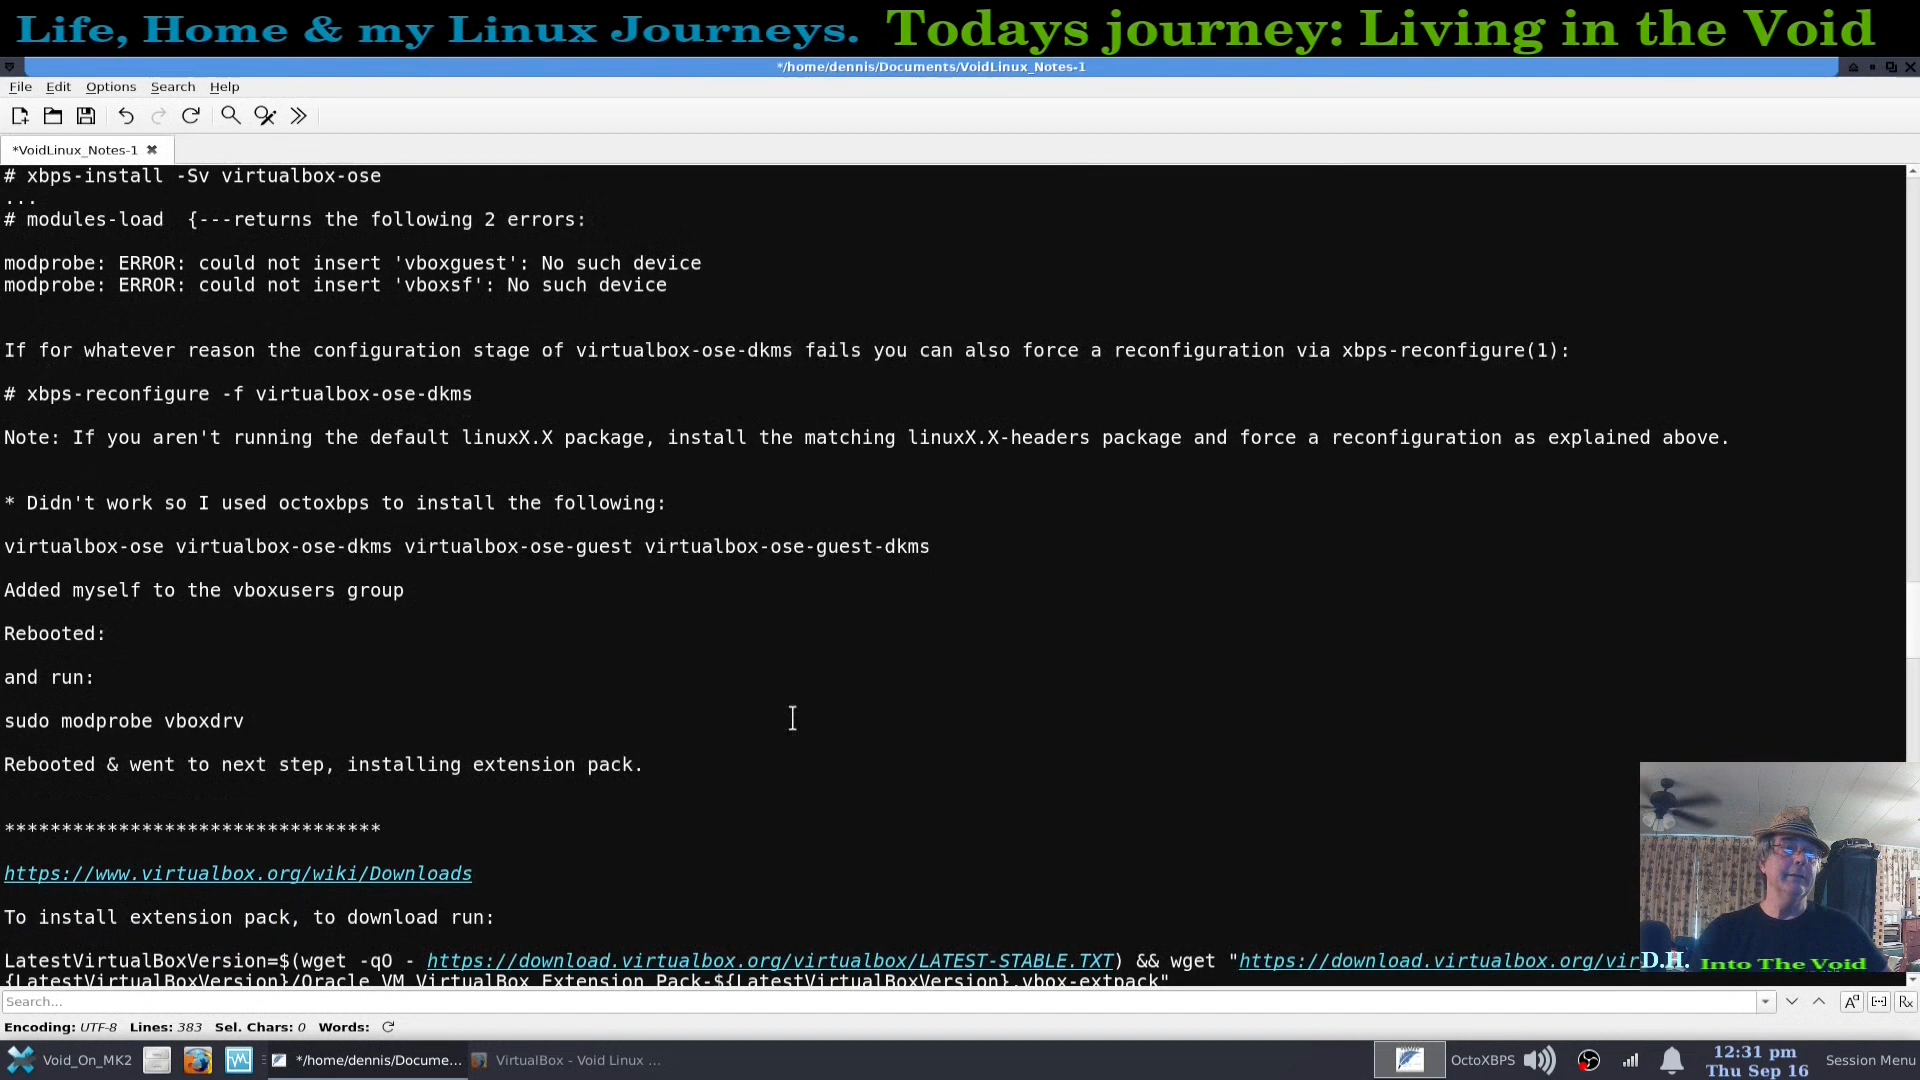 Life, Home & my Linux Journeys. Todays journey: Living in the Void
*/home/dennis/Documents/VoidLinux_Notes-1
File Edit Options Search Help
*VoidLinux_Notes-1
# xbps-install -Sv virtualbox-ose
...
# modules-load {---returns the following 2 errors:
modprobe: ERROR: could not insert 'vboxguest': No such device
modprobe: ERROR: could not insert 'vboxsf': No such device
If for whatever reason the configuration stage of virtualbox-ose-dkms fails you can also force a reconfiguration via xbps-reconfigure(1):
# xbps-reconfigure -f virtualbox-ose-dkms
Note: If you aren't running the default linuxX.X package, install the matching linuxX.X-headers package and force a reconfiguration as explained above.
* Didn't work so I used octoxbps to install the following:
virtualbox-ose virtualbox-ose-dkms virtualbox-ose-guest virtualbox-ose-guest-dkms
Added myself to the vboxusers group
Rebooted:
and run:
sudo modprobe vboxdrv
Rebooted & went to next step, installing extension pack.
*********************************
https://www.virtualbox.org/wiki/Downloads
To install extension pack, to download run:
LatestVirtualBoxVersion=$(wget -qO - https://download.virtualbox.org/virtualbox/LATEST-STABLE.TXT) && wget "https://download.virtualbox.org/vir
{LatestVirtualBoxVersion}/Oracle_VM_VirtualBox_Extension_Pack-${LatestVirtualBoxVersion}.vbox-extpack"
D.H. Into The Void
Search...
Encoding: UTF-8 Lines: 383 Sel. Chars: 0 Words:
Void_On_MK2 */home/dennis/Docume... VirtualBox - Void Linux ... OctoXBPS 12:31 pm Session Menu
Thu Sep 16